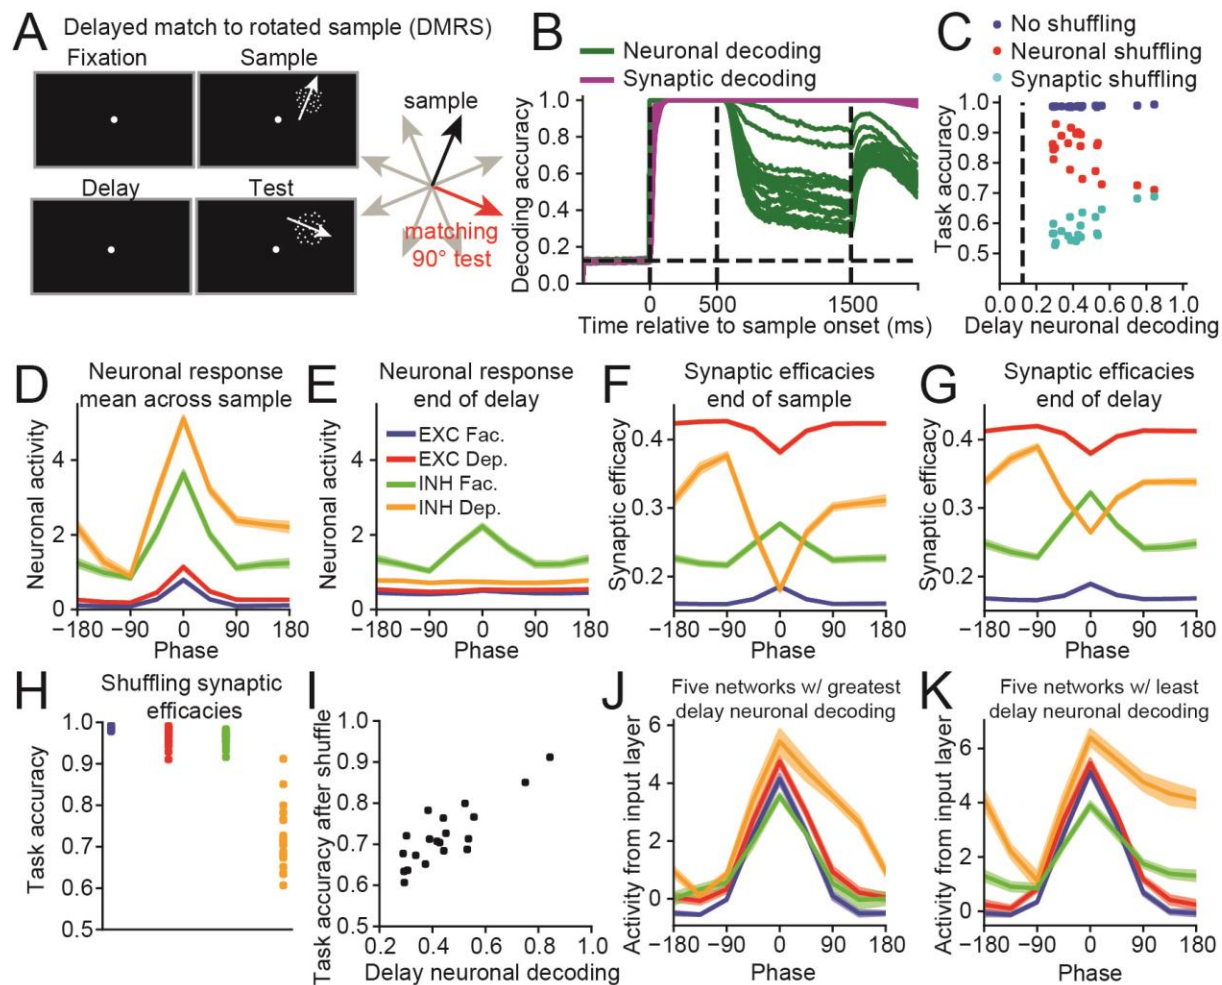 A Delayed match to rotated sample (DMRS)
Fixation
Sample
Delay
Test
sample
matching
90° test
B
Neuronal decoding
Synaptic decoding
Decoding accuracy
1.0
0.8
0.6
0.4
0.2
0.0
0
500
1500
Time relative to sample onset (ms)
C
No shuffling
Neuronal shuffling
Synaptic shuffling
Task accuracy
1.0
0.9
0.8
0.7
0.6
0.5
0.0 0.2 0.4 0.6 0.8 1.0
Delay neuronal decoding
D Neuronal response
mean across sample
Neuronal activity
4
2
0
−180 −90 0 90 180
Phase
E Neuronal response
end of delay
EXC Fac.
EXC Dep.
INH Fac.
INH Dep.
Neuronal activity
4
2
0
−180 −90 0 90 180
Phase
F Synaptic efficacies
end of sample
Synaptic efficacy
0.4
0.3
0.2
−180 −90 0 90 180
Phase
G Synaptic efficacies
end of delay
Synaptic efficacy
0.4
0.3
0.2
−180 −90 0 90 180
Phase
H Shuffling synaptic
efficacies
Task accuracy
1.0
0.9
0.8
0.7
0.6
0.5
I
Task accuracy after shuffle
1.0
0.9
0.8
0.7
0.6
0.5
0.2 0.4 0.6 0.8 1.0
Delay neuronal decoding
J Five networks w/ greatest
delay neuronal decoding
Activity from input layer
6
4
2
0
−180 −90 0 90 180
Phase
K Five networks w/ least
delay neuronal decoding
Activity from input layer
6
4
2
0
−180 −90 0 90 180
Phase